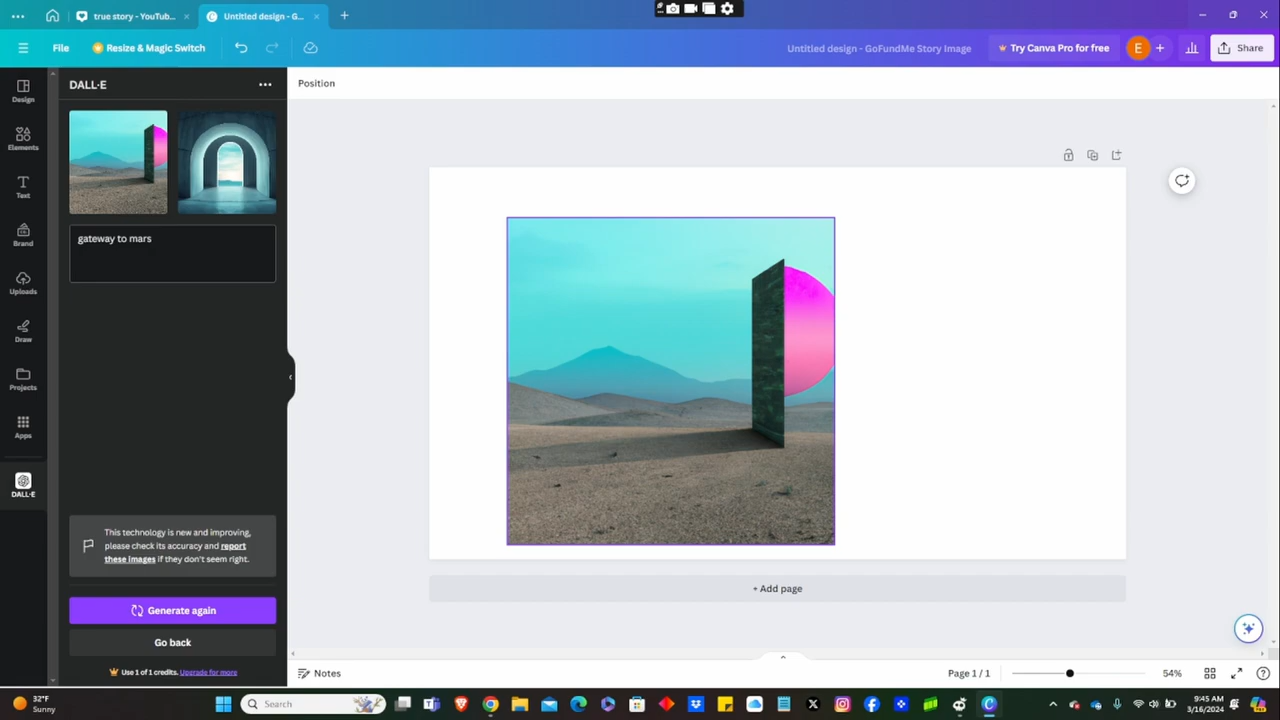 true story - YouTub...
Untitled design - G...
File
Resize & Magic Switch
Untitled design - GoFundMe Story Image
Try Canva Pro for free
E
Share
Design
Elements
Text
Brand
Uploads
Draw
Projects
Apps
DALL·E
DALL·E
gateway to mars
This technology is new and improving,
please check its accuracy and report
these images if they don't seem right.
Generate again
Go back
Use 1 of 1 credits. Upgrade for more
Position
+ Add page
Notes
Page 1 / 1
54%
32°F
Sunny
Search
9:45 AM
3/16/2024